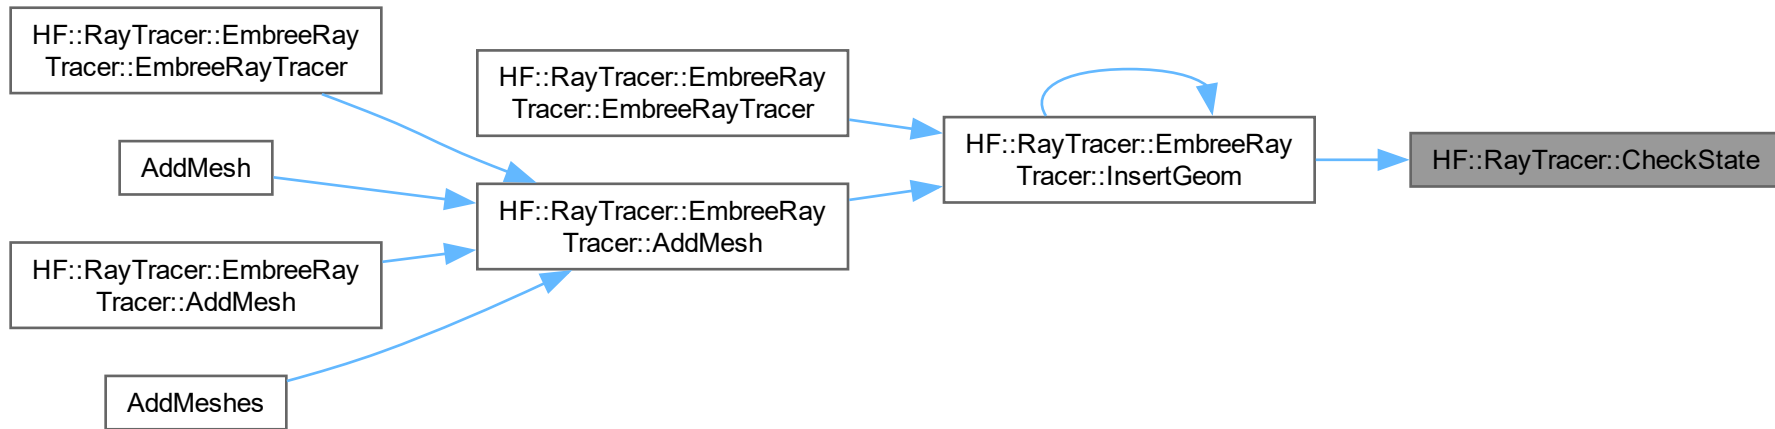 HF::RayTracer::EmbreeRay
Tracer::EmbreeRayTracer
AddMesh
HF::RayTracer::EmbreeRay
Tracer::AddMesh
AddMeshes
HF::RayTracer::EmbreeRay
Tracer::EmbreeRayTracer
HF::RayTracer::EmbreeRay
Tracer::AddMesh
HF::RayTracer::EmbreeRay
Tracer::InsertGeom
HF::RayTracer::CheckState